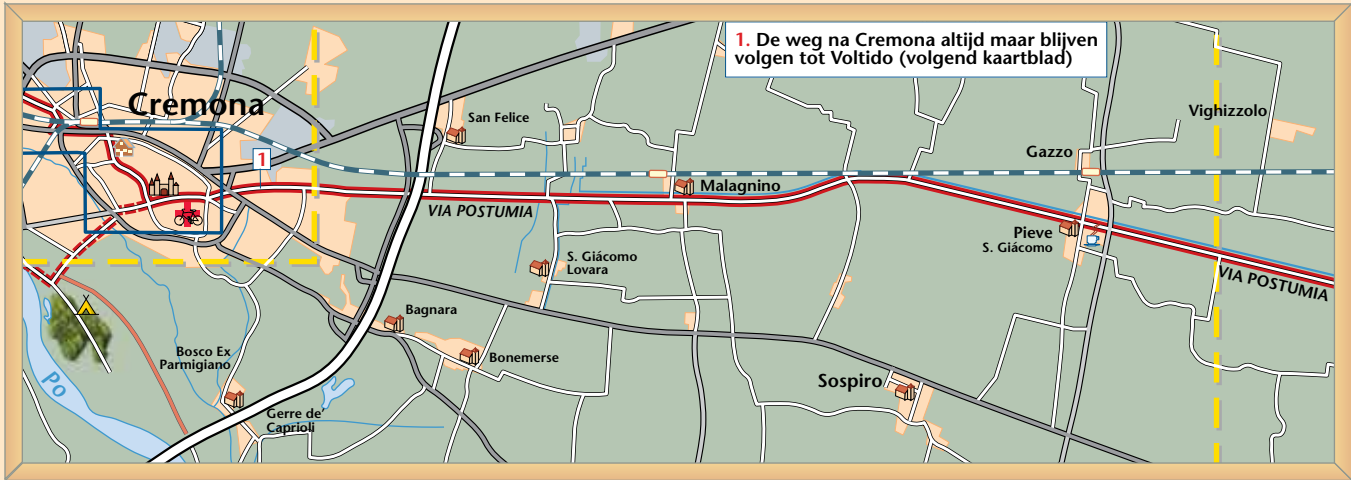 1. De weg na Cremona altijd maar blijven
volgen tot Voltido (volgend kaartblad)
Cremona
San Felice
Vighizzolo
Gazzo
1
Malagnino
VIA POSTUMIA
Pieve
S. Giácomo
S. Giácomo
Lovara
VIA POSTUMIA
Bagnara
Bosco Ex
Parmigiano
Bonemerse
Po
Sospiro
Gerre de'
Caprioli